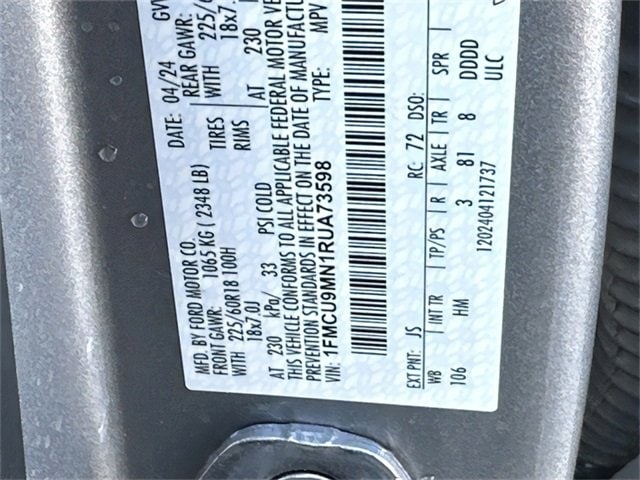 MFD. BY FORD MOTOR CO.
DATE: 04/24 GV
FRONT GAWR: 1065 KG ( 2348 LB) REAR GAWR:
WITH 225/60R18 100H TIRES WITH 225/6
18x7.0J RIMS 18x7.
AT 230 kPa/ 33 PSI COLD AT 230
THIS VEHICLE CONFORMS TO ALL APPLICABLE FEDERAL MOTOR VE
STANDARDS IN EFFECT ON THE DATE OF MANUFACTU
VIN: 1FMCU9MN1RUA73598 TYPE: MPV
EXT PNT: JS RC: 72 DSO:
WB INT TR TP/PS R AXLE TR SPR
106 HM 3 81 8 DDDD
1202404121737 ULC